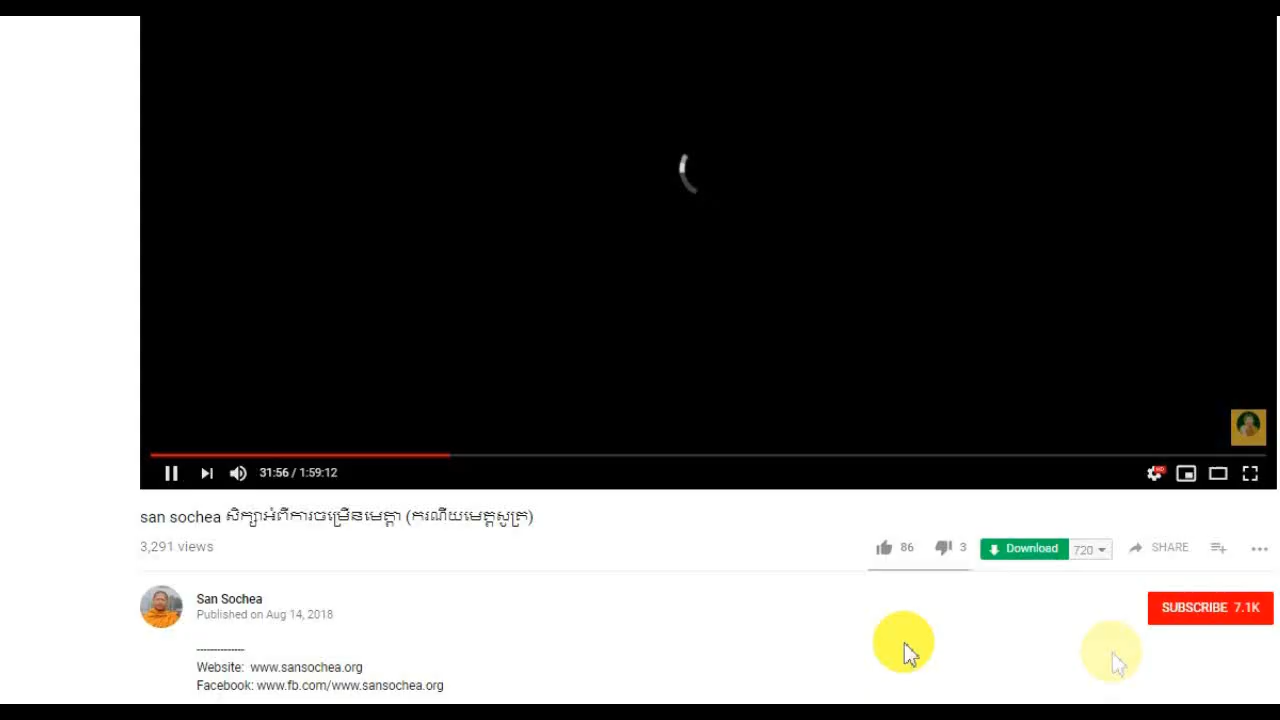 31:56 / 1:59:12
HD
san sochea សិក្សាអំពីការចម្រើនមេត្តា (ករណីយមេត្តសូត្រ)
3,291 views
86 3 Download 720 SHARE
San Sochea
Published on Aug 14, 2018
SUBSCRIBE 7.1K
--------------
Website: www.sansochea.org
Facebook: www.fb.com/www.sansochea.org